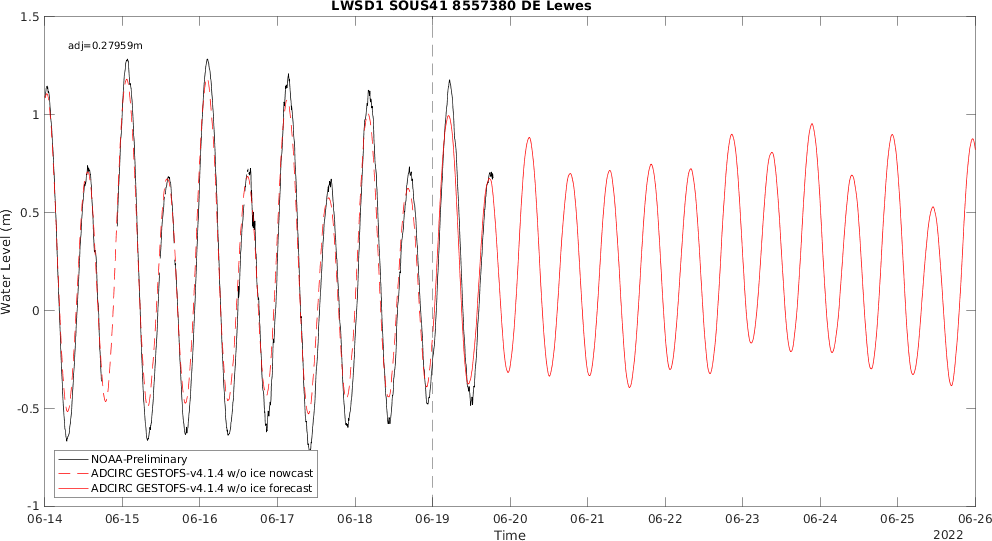 LWSD1 SOUS41 8557380 DE Lewes
adj=0.27959m
1.5
1
0.5
0
-0.5
-1
Water Level (m)
NOAA-Preliminary
ADCIRC GESTOFS-v4.1.4 w/o ice nowcast
ADCIRC GESTOFS-v4.1.4 w/o ice forecast
06-14 06-15 06-16 06-17 06-18 06-19 06-20 06-21 06-22 06-23 06-24 06-25 06-26
Time
2022